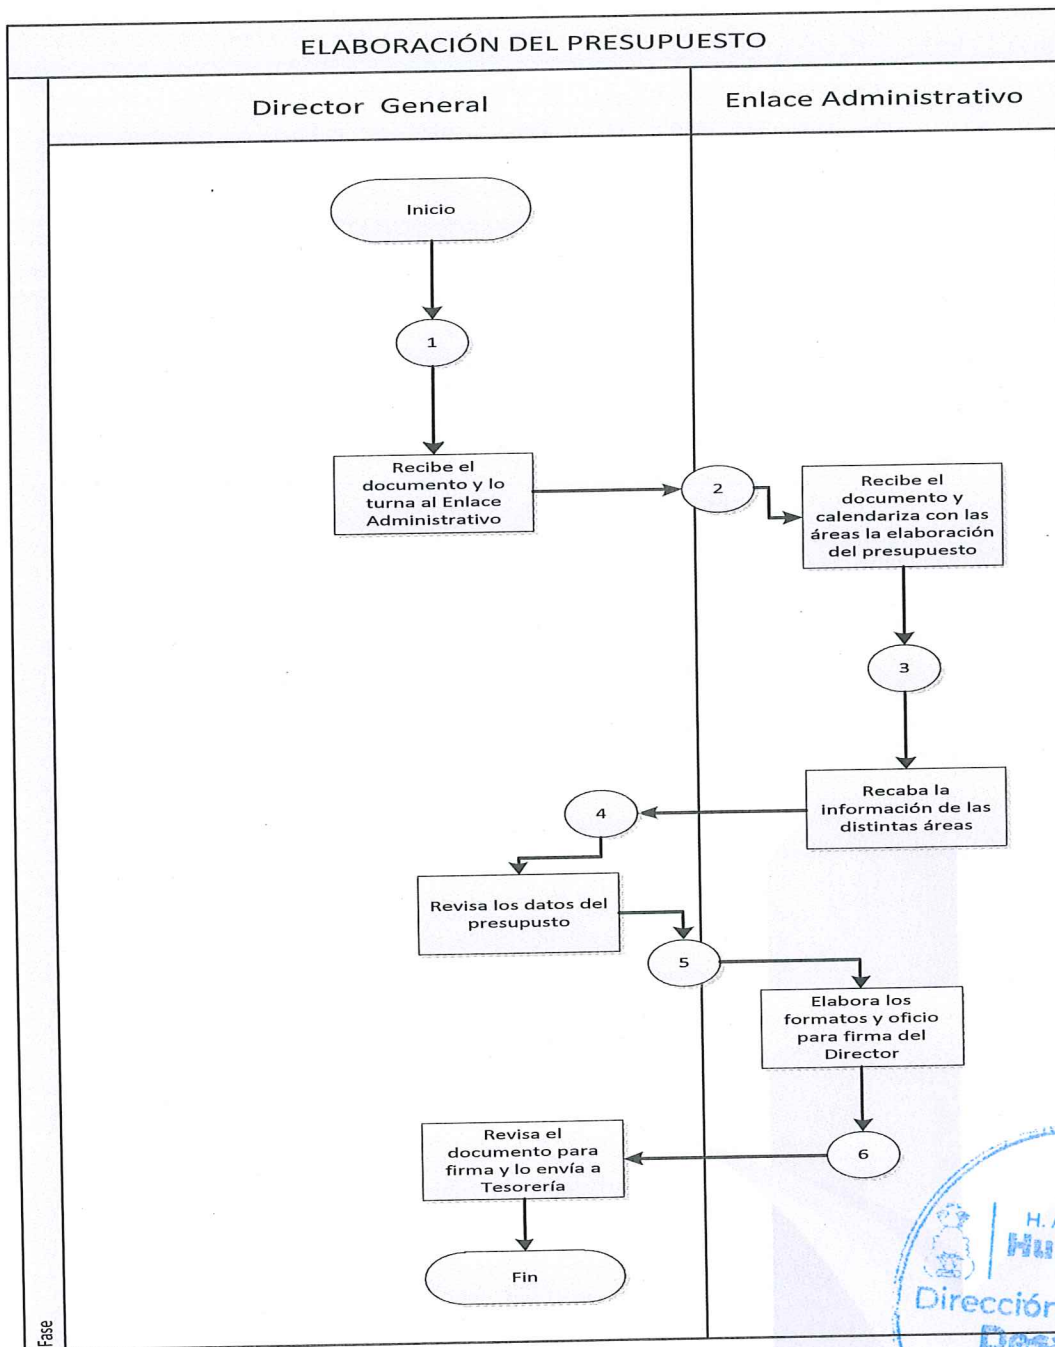 ELABORACIÓN DEL PRESUPUESTO
Director General
Enlace Administrativo
Inicio
1
Recibe el
documento y lo
turna al Enlace
Administrativo
2
Recibe el
documento y
calendariza con las
áreas la elaboración
del presupuesto
3
Recaba la
información de las
distintas áreas
4
Revisa los datos del
presupusto
5
Elabora los
formatos y oficio
para firma del
Director
6
Revisa el
documento para
firma y lo envía a
Tesorería
Fin
Fase
H.
Dirección